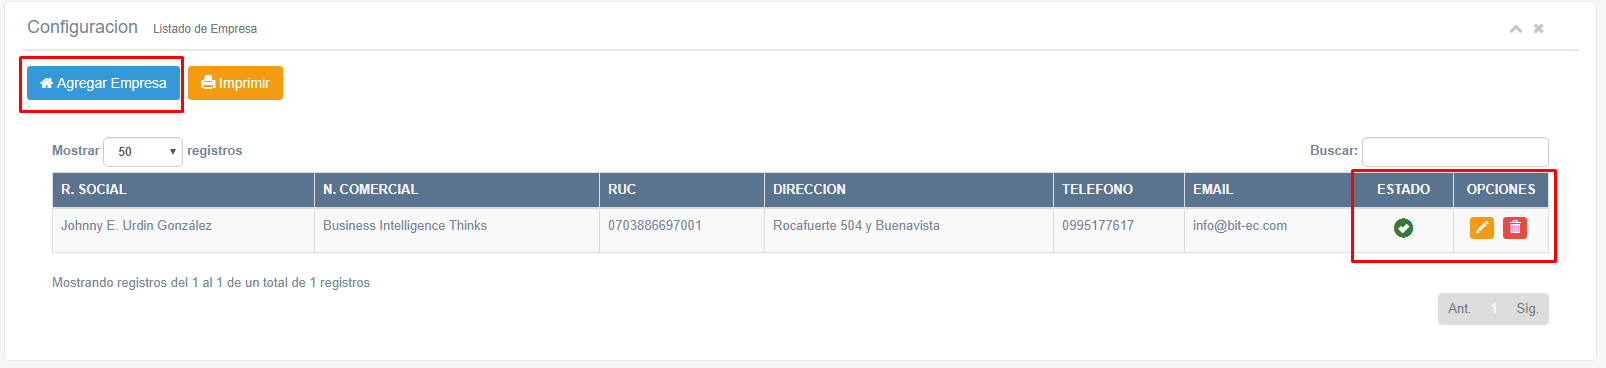 Configuracion Listado de Empresa
Agregar Empresa Imprimir
Mostrar 50 registros Buscar:
R. SOCIAL N. COMERCIAL RUC DIRECCION TELEFONO EMAIL ESTADO OPCIONES
Johnny E. Urdin González Business Intelligence Thinks 0703886697001 Rocafuerte 504 y Buenavista 0995177617 info@bit-ec.com
Mostrando registros del 1 al 1 de un total de 1 registros
Ant. 1 Sig.